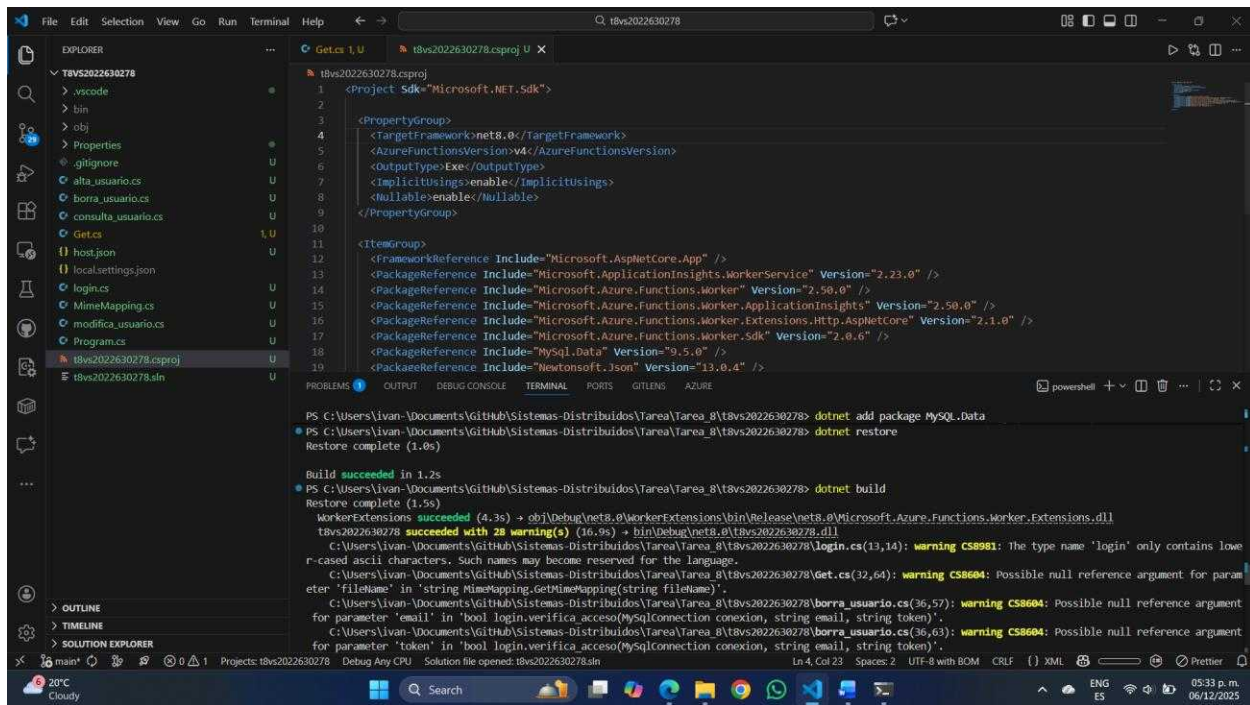 File Edit Selection View Go Run Terminal Help
t8vs2022630278
EXPLORER
Get.cs 1, U
t8vs2022630278.csproj U
T8VS2022630278
.vscode
bin
obj
Properties
.gitignore U
alta_usuario.cs U
borra_usuario.cs U
consulta_usuario.cs U
Get.cs 1, U
host.json U
local.settings.json
login.cs U
MimeMapping.cs U
modifica_usuario.cs U
Program.cs U
t8vs2022630278.csproj U
t8vs2022630278.sln U
29
OUTLINE
TIMELINE
SOLUTION EXPLORER
t8vs2022630278.csproj
1 <Project Sdk="Microsoft.NET.Sdk">
2
3 <PropertyGroup>
4 <TargetFramework>net8.0</TargetFramework>
5 <AzureFunctionsVersion>v4</AzureFunctionsVersion>
6 <OutputType>Exe</OutputType>
7 <ImplicitUsings>enable</ImplicitUsings>
8 <Nullable>enable</Nullable>
9 </PropertyGroup>
10
11 <ItemGroup>
12 <FrameworkReference Include="Microsoft.AspNetCore.App" />
13 <PackageReference Include="Microsoft.ApplicationInsights.WorkerService" Version="2.23.0" />
14 <PackageReference Include="Microsoft.Azure.Functions.Worker" Version="2.50.0" />
15 <PackageReference Include="Microsoft.Azure.Functions.Worker.ApplicationInsights" Version="2.50.0" />
16 <PackageReference Include="Microsoft.Azure.Functions.Worker.Extensions.Http.AspNetCore" Version="2.1.0" />
17 <PackageReference Include="Microsoft.Azure.Functions.Worker.Sdk" Version="2.0.6" />
18 <PackageReference Include="MySql.Data" Version="9.5.0" />
19 <PackageReference Include="Newtonsoft.Json" Version="13.0.4" />
PROBLEMS 1 OUTPUT DEBUG CONSOLE TERMINAL PORTS GITLENS AZURE
powershell
PS C:\Users\ivan-\Documents\GitHub\Sistemas-Distribuidos\Tarea\Tarea_8\t8vs2022630278> dotnet add package MySQL.Data
PS C:\Users\ivan-\Documents\GitHub\Sistemas-Distribuidos\Tarea\Tarea_8\t8vs2022630278> dotnet restore
Restore complete (1.0s)
Build succeeded in 1.2s
PS C:\Users\ivan-\Documents\GitHub\Sistemas-Distribuidos\Tarea\Tarea_8\t8vs2022630278> dotnet build
Restore complete (1.5s)
WorkerExtensions succeeded (4.3s) → obj\Debug\net8.0\WorkerExtensions\bin\Release\net8.0\Microsoft.Azure.Functions.Worker.Extensions.dll
t8vs2022630278 succeeded with 28 warning(s) (16.9s) → bin\Debug\net8.0\t8vs2022630278.dll
C:\Users\ivan-\Documents\GitHub\Sistemas-Distribuidos\Tarea\Tarea_8\t8vs2022630278\login.cs(13,14): warning CS8981: The type name 'login' only contains lowe
r-cased ascii characters. Such names may become reserved for the language.
C:\Users\ivan-\Documents\GitHub\Sistemas-Distribuidos\Tarea\Tarea_8\t8vs2022630278\Get.cs(32,64): warning CS8604: Possible null reference argument for param
eter 'fileName' in 'string MimeMapping.GetMimeMapping(string fileName)'.
C:\Users\ivan-\Documents\GitHub\Sistemas-Distribuidos\Tarea\Tarea_8\t8vs2022630278\borra_usuario.cs(36,57): warning CS8604: Possible null reference argument
for parameter 'email' in 'bool login.verifica_acceso(MySqlConnection conexion, string email, string token)'.
C:\Users\ivan-\Documents\GitHub\Sistemas-Distribuidos\Tarea\Tarea_8\t8vs2022630278\borra_usuario.cs(36,63): warning CS8604: Possible null reference argument
for parameter 'token' in 'bool login.verifica_acceso(MySqlConnection conexion, string email, string token)'.
main* 0 1 Projects: t8vs2022630278 Debug Any CPU Solution file opened: t8vs2022630278.sln Ln 4, Col 23 Spaces: 2 UTF-8 with BOM CRLF {} XML Prettier
6
20°C
Cloudy
Search
ENG
ES
05:33 p. m.
06/12/2025